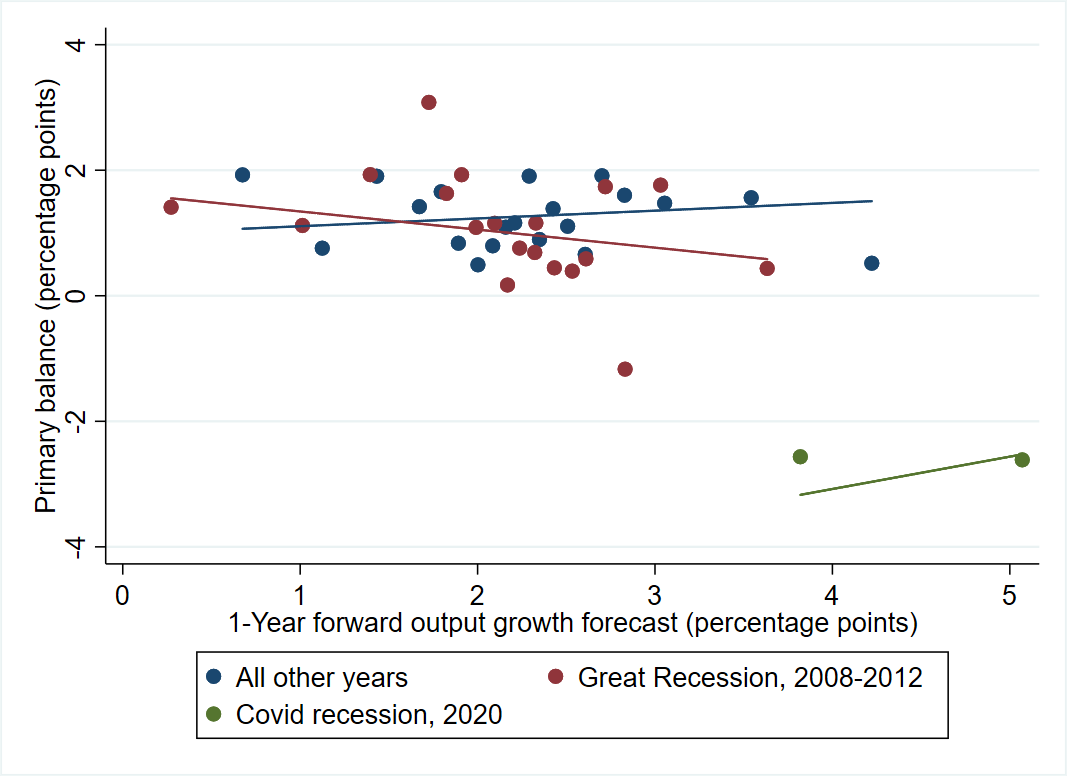 Primary balance (percentage points)
4
2
0
-2
-4
0 1 2 3 4 5
1-Year forward output growth forecast (percentage points)
All other years
Great Recession, 2008-2012
Covid recession, 2020